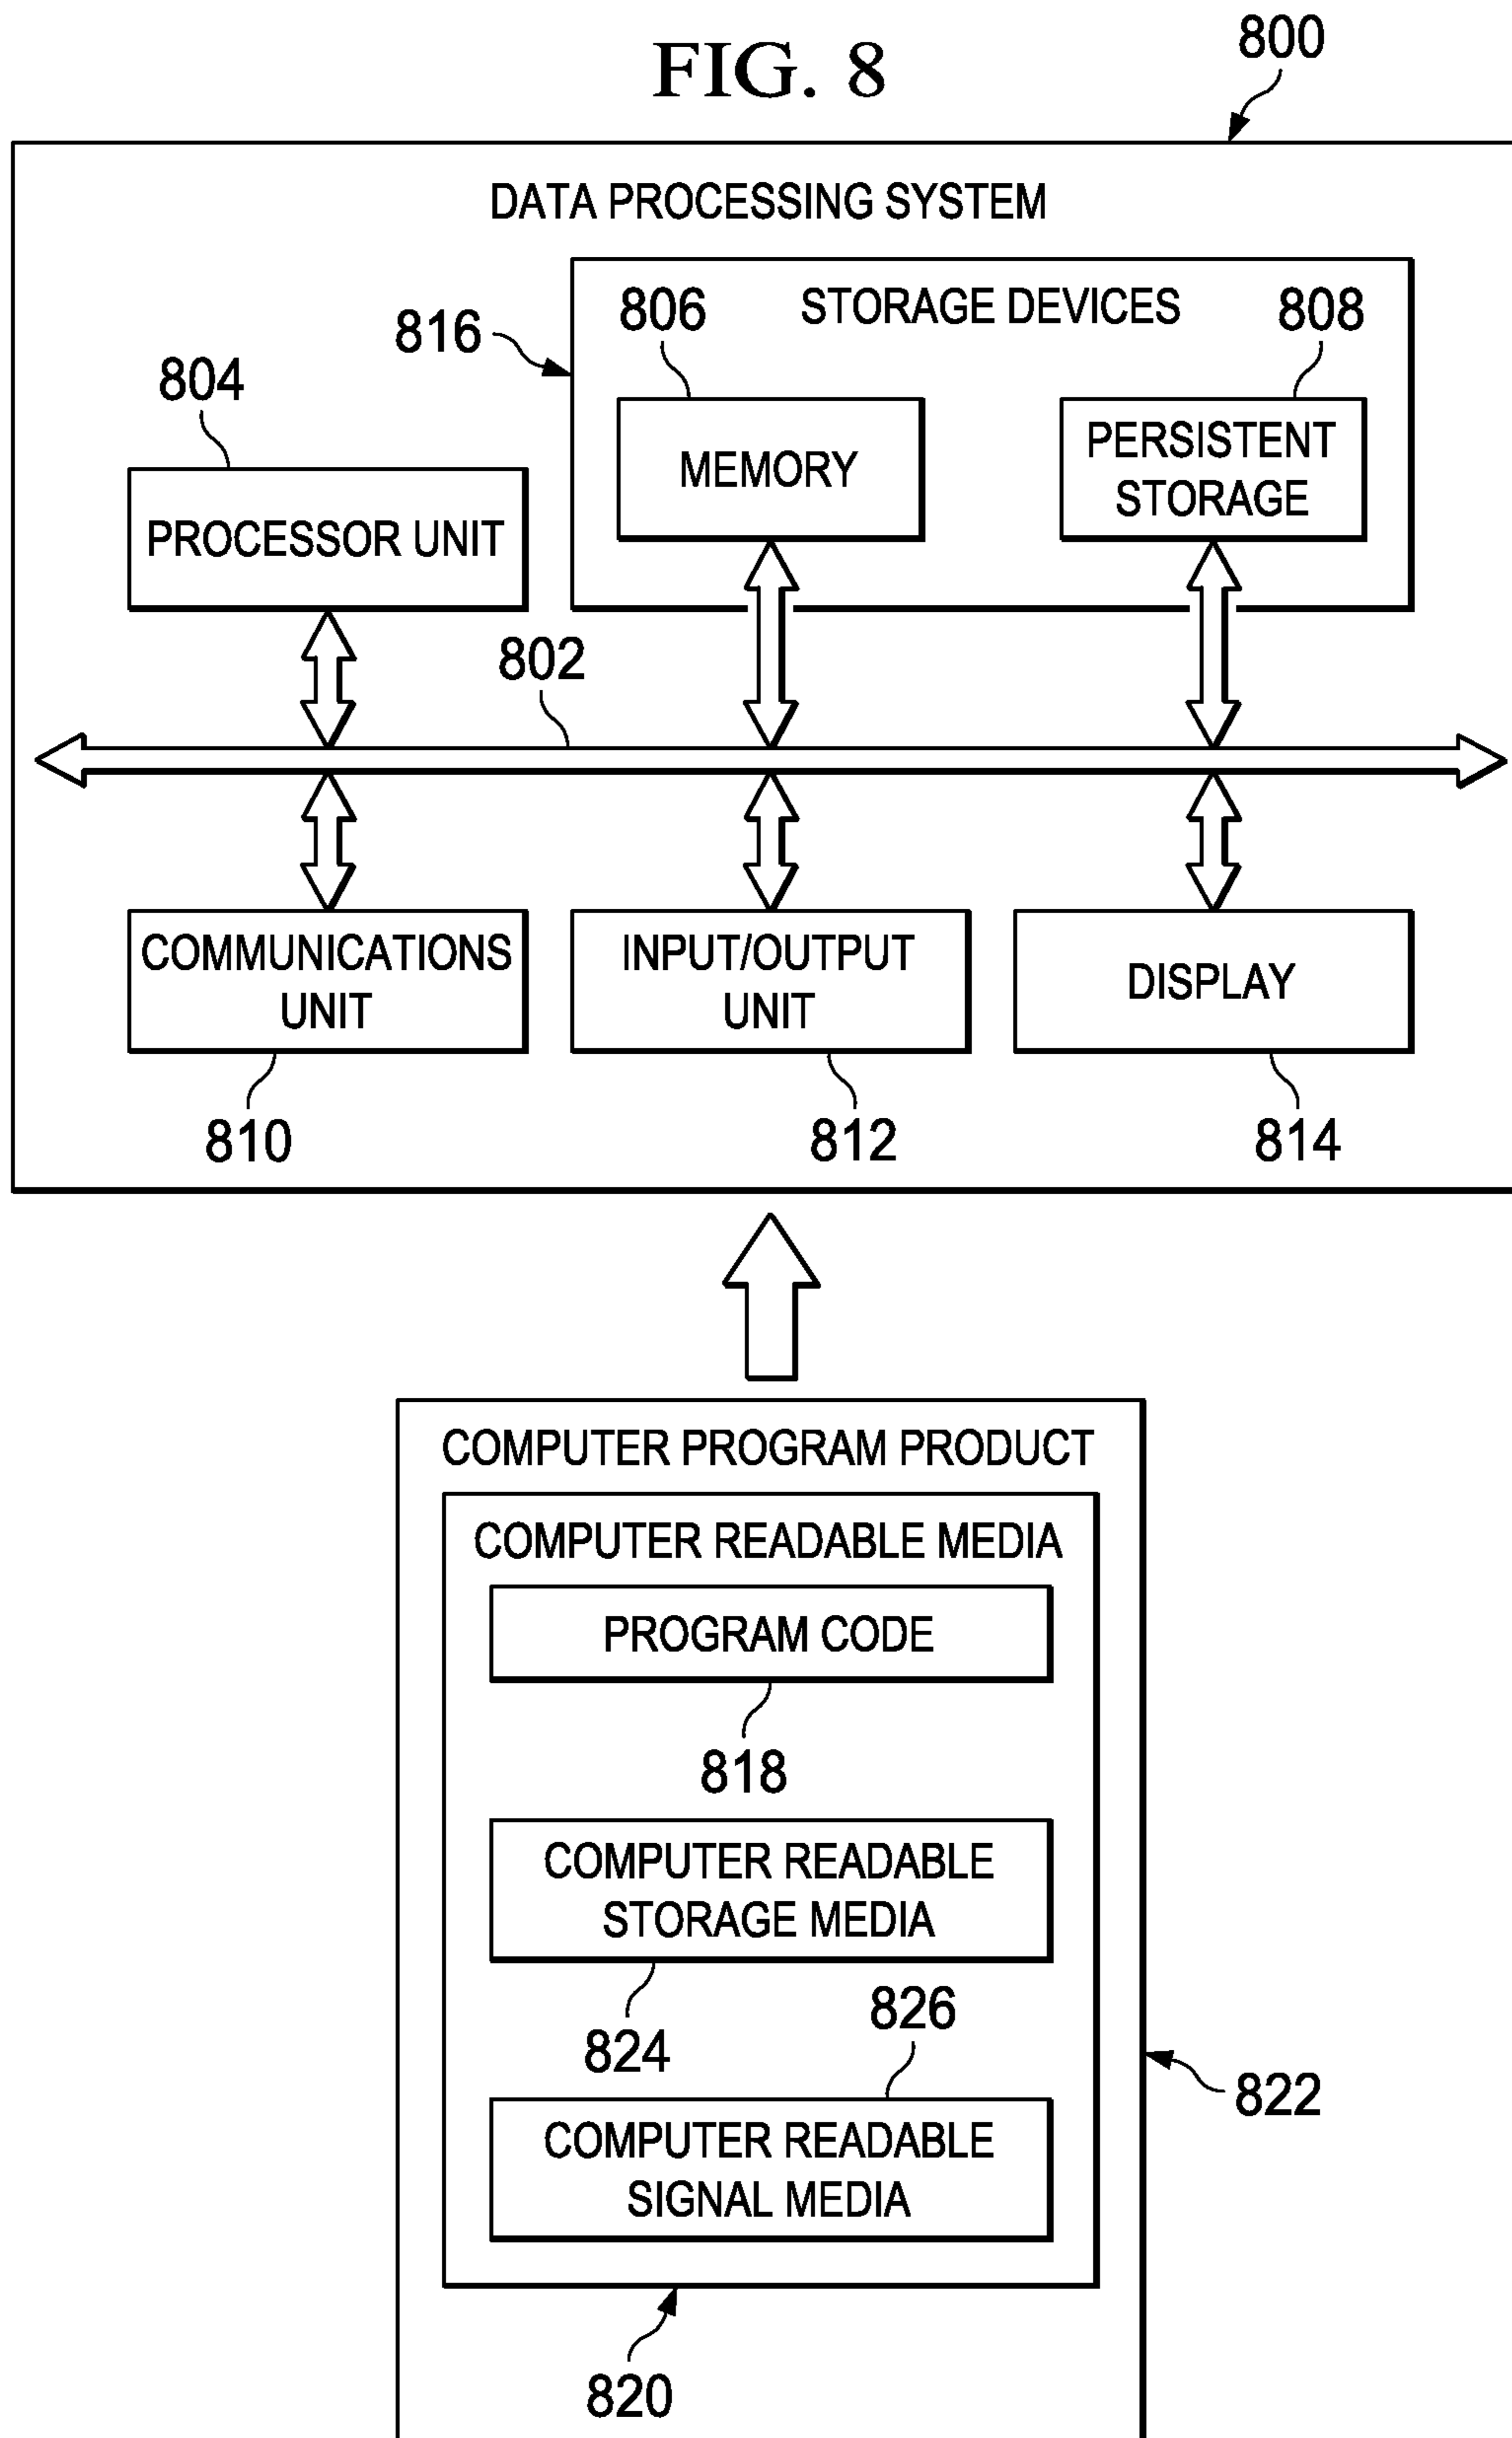 FIG. 8
800
DATA PROCESSING SYSTEM
816
806
STORAGE DEVICES
808
804
MEMORY
PERSISTENT
STORAGE
PROCESSOR UNIT
802
COMMUNICATIONS
UNIT
INPUT/OUTPUT
UNIT
DISPLAY
810
812
814
COMPUTER PROGRAM PRODUCT
COMPUTER READABLE MEDIA
PROGRAM CODE
818
COMPUTER READABLE
STORAGE MEDIA
824
826
COMPUTER READABLE
SIGNAL MEDIA
822
820